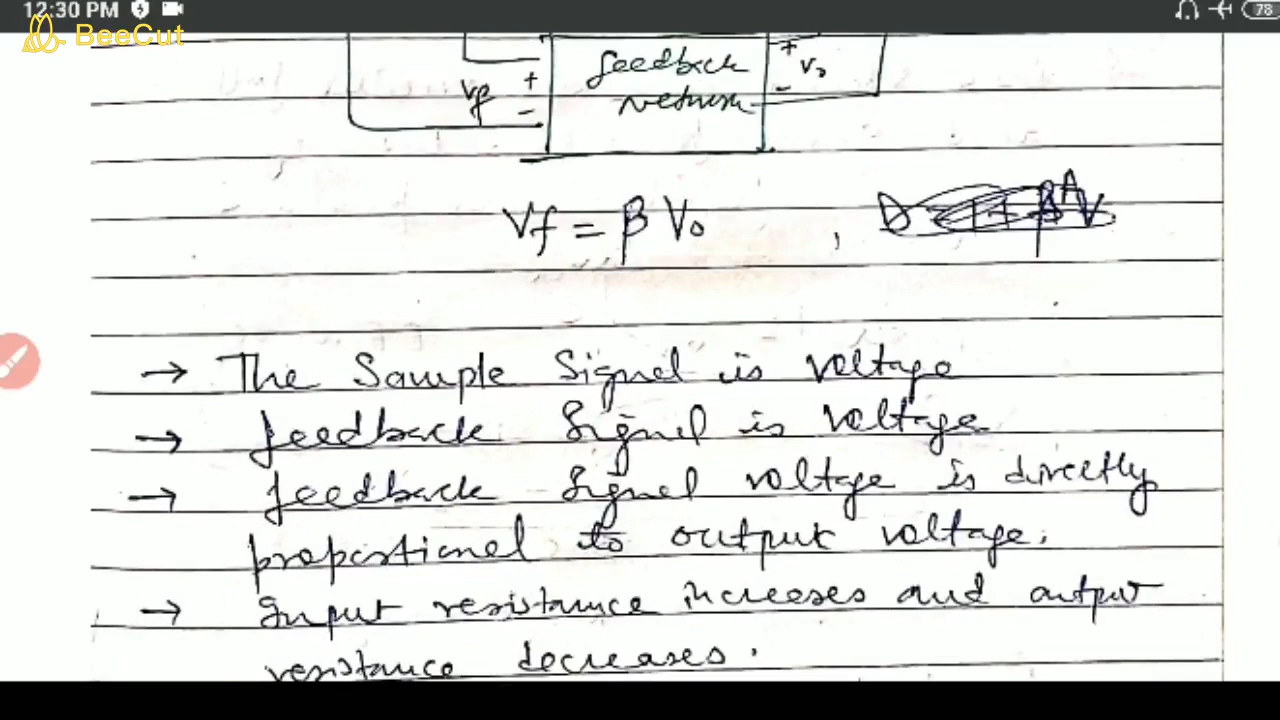 12:30 PM 78
BeeCut
feedback
+ Vo
Vf +
-
-
Vf = β Vo ,
→ The Sample Signal is voltage
→ feedback Signal is voltage
→ feedback Signal voltage is directly
proportional to output voltage.
→ Input resistance increases and output
resistance decreases.